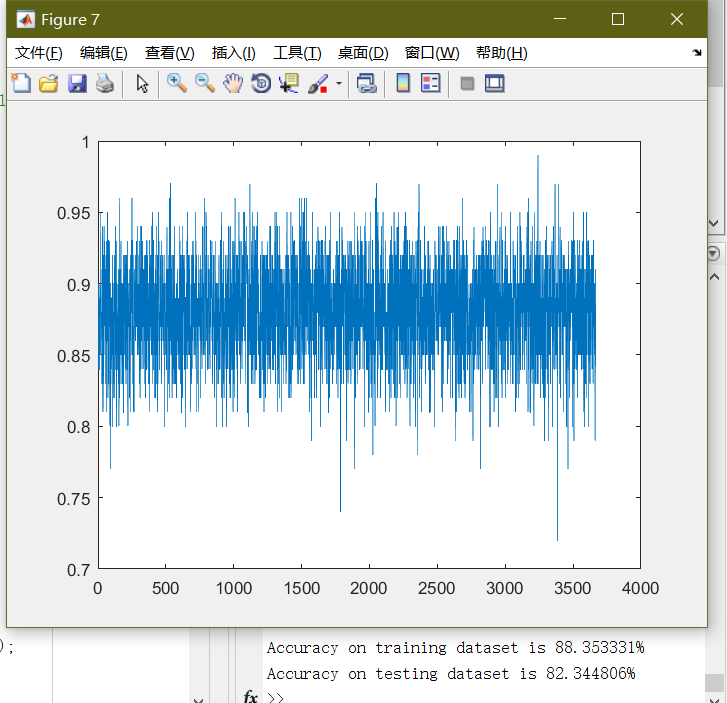 Figure 7
文件(F) 编辑(E) 查看(V) 插入(I) 工具(T) 桌面(D) 窗口(W) 帮助(H)
1
0.95
0.9
0.85
0.8
0.75
0.7
0 500 1000 1500 2000 2500 3000 3500 4000
);
Accuracy on training dataset is 88.353331%
Accuracy on testing dataset is 82.344806%
fx >>